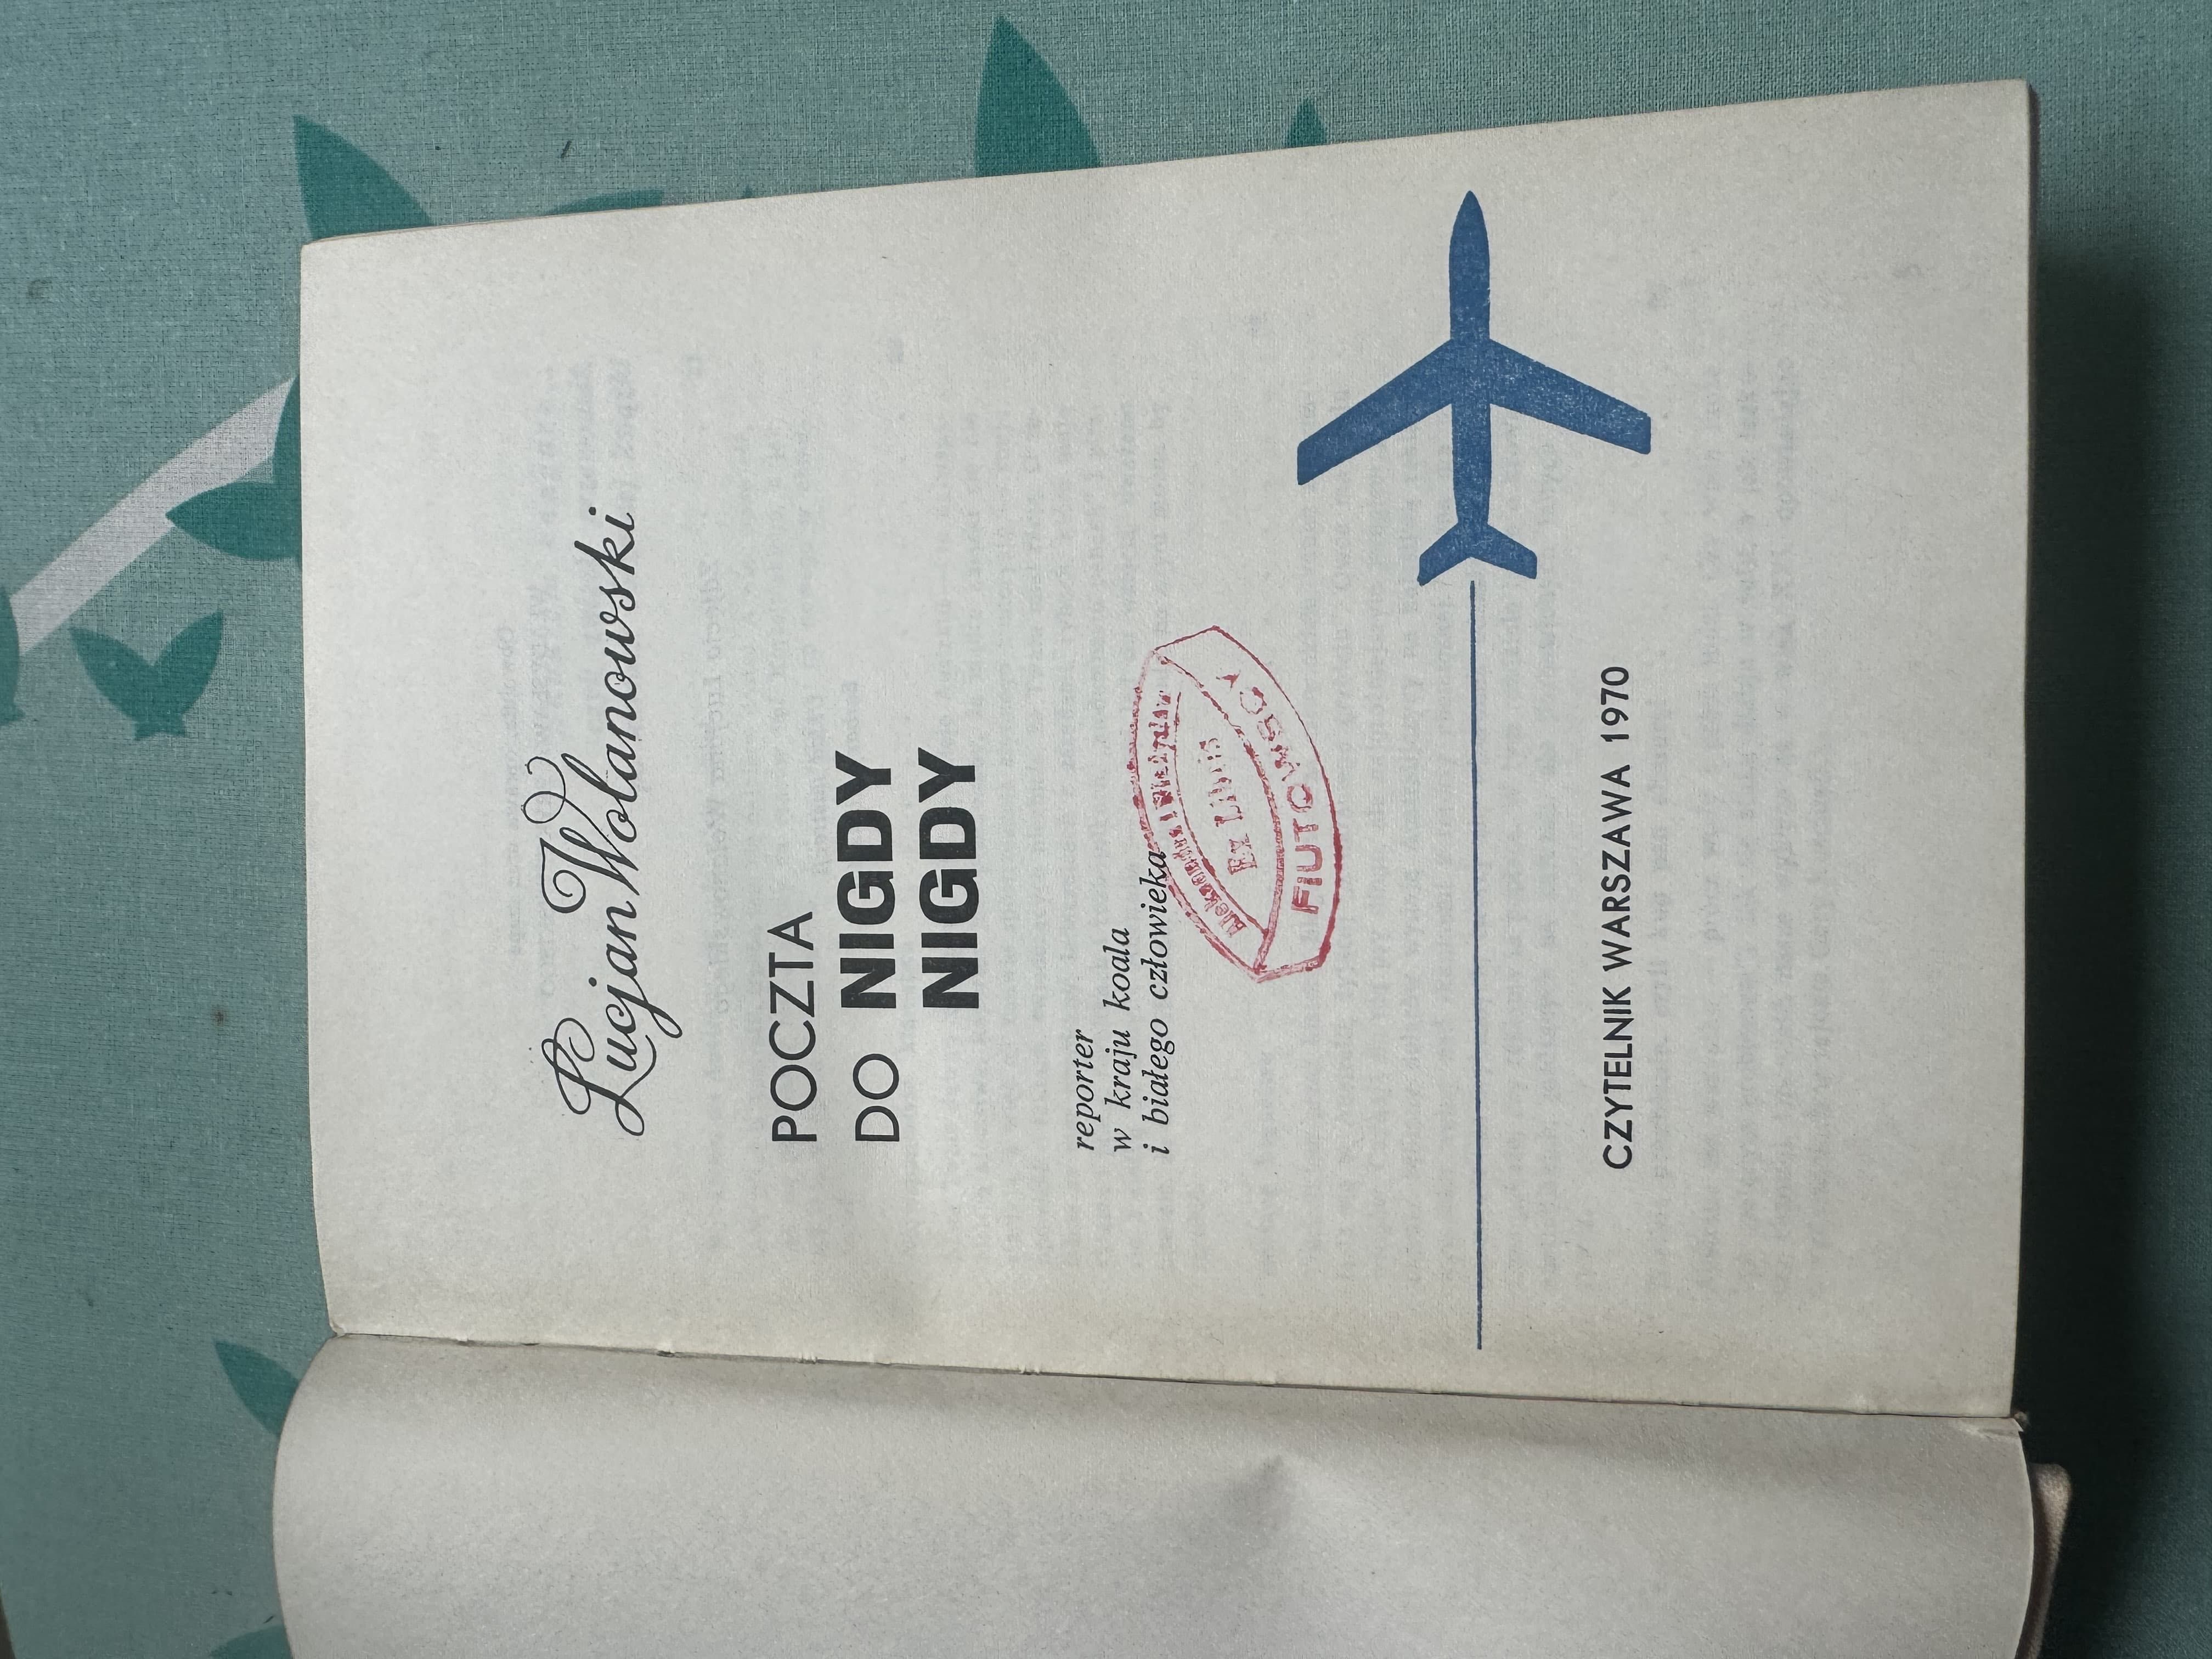 Lucjan Wolanowski
POCZTA
DO NIGDY
NIGDY
reporter
w kraju koala
i białego człowieka
Ex Libris
FIUTOWSCY
CZYTELNIK WARSZAWA 1970